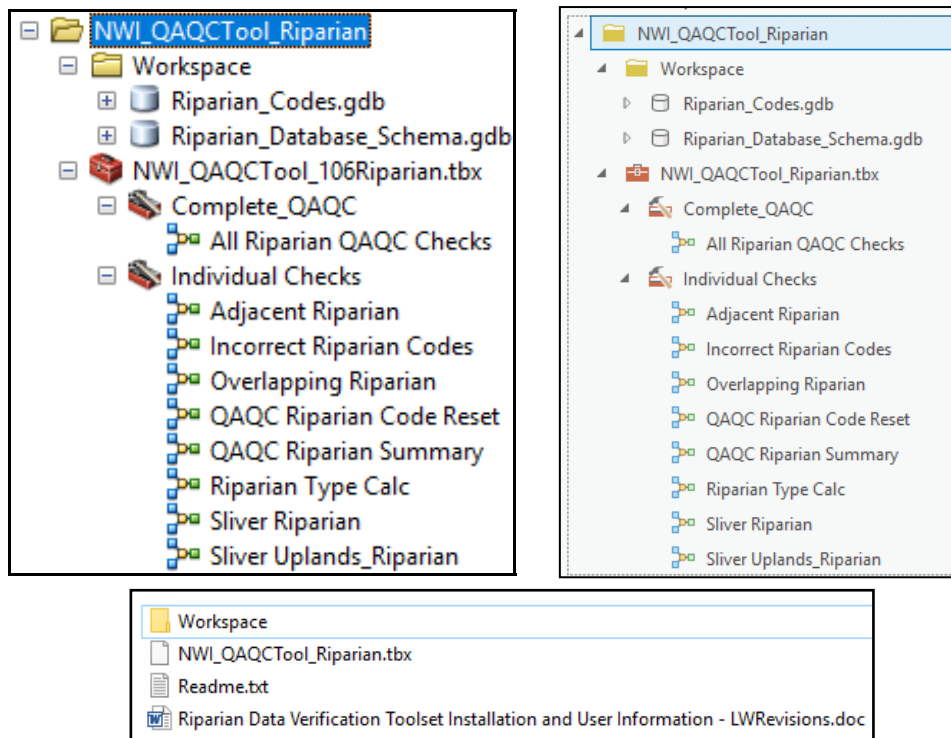 NWI_QAQCTool_Riparian
Workspace
Riparian_Codes.gdb
Riparian_Database_Schema.gdb
NWI_QAQCTool_106Riparian.tbx
Complete_QAQC
All Riparian QAQC Checks
Individual Checks
Adjacent Riparian
Incorrect Riparian Codes
Overlapping Riparian
QAQC Riparian Code Reset
QAQC Riparian Summary
Riparian Type Calc
Sliver Riparian
Sliver Uplands_Riparian
NWI_QAQCTool_Riparian
Workspace
Riparian_Codes.gdb
Riparian_Database_Schema.gdb
NWI_QAQCTool_Riparian.tbx
Complete_QAQC
All Riparian QAQC Checks
Individual Checks
Adjacent Riparian
Incorrect Riparian Codes
Overlapping Riparian
QAQC Riparian Code Reset
QAQC Riparian Summary
Riparian Type Calc
Sliver Riparian
Sliver Uplands_Riparian
Workspace
NWI_QAQCTool_Riparian.tbx
Readme.txt
Riparian Data Verification Toolset Installation and User Information - LWRevisions.doc